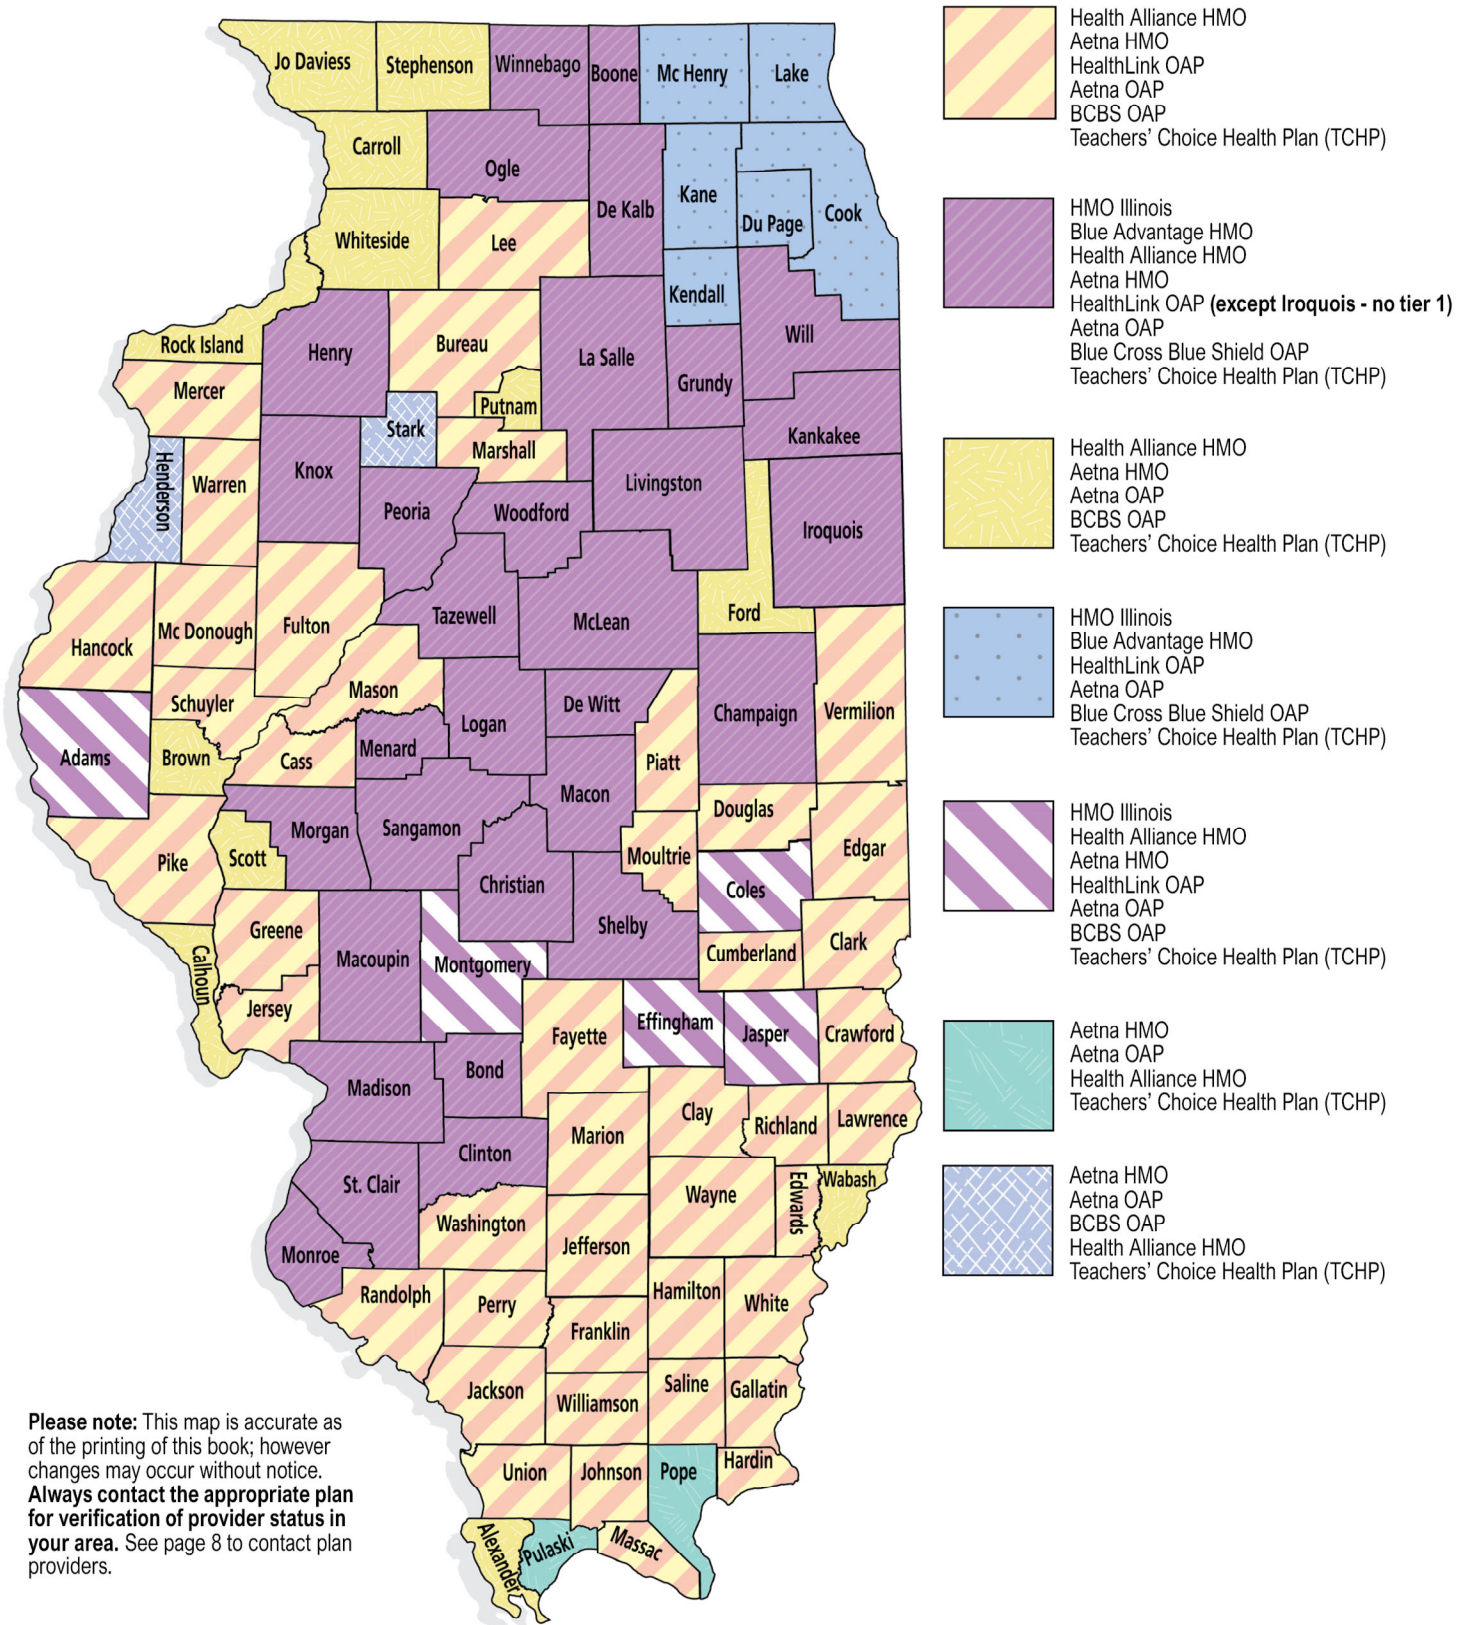 Jo Daviess
Stephenson
Winnebago
Boone
Mc Henry
Lake
Carroll
Ogle
De Kalb
Kane
Du Page
Cook
Whiteside
Lee
Kendall
Rock Island
Henry
Bureau
La Salle
Will
Mercer
Putnam
Grundy
Stark
Marshall
Kankakee
Henderson
Warren
Knox
Peoria
Woodford
Livingston
Iroquois
Hancock
Mc Donough
Fulton
Tazewell
McLean
Ford
Schuyler
Mason
Logan
De Witt
Champaign
Vermilion
Adams
Brown
Cass
Menard
Piatt
Macon
Douglas
Pike
Scott
Morgan
Sangamon
Christian
Moultrie
Coles
Edgar
Calhoun
Greene
Macoupin
Montgomery
Shelby
Cumberland
Clark
Jersey
Fayette
Effingham
Jasper
Crawford
Madison
Bond
Marion
Clay
Richland
Lawrence
St. Clair
Clinton
Wayne
Edwards
Wabash
Monroe
Washington
Jefferson
Randolph
Perry
Hamilton
White
Franklin
Jackson
Williamson
Saline
Gallatin
Union
Johnson
Pope
Hardin
Alexander
Pulaski
Massac
Health Alliance HMO
Aetna HMO
HealthLink OAP
Aetna OAP
BCBS OAP
Teachers’ Choice Health Plan (TCHP)
HMO Illinois
Blue Advantage HMO
Health Alliance HMO
Aetna HMO
HealthLink OAP (except Iroquois - no tier 1)
Aetna OAP
Blue Cross Blue Shield OAP
Teachers’ Choice Health Plan (TCHP)
Health Alliance HMO
Aetna HMO
Aetna OAP
BCBS OAP
Teachers’ Choice Health Plan (TCHP)
HMO Illinois
Blue Advantage HMO
HealthLink OAP
Aetna OAP
Blue Cross Blue Shield OAP
Teachers’ Choice Health Plan (TCHP)
HMO Illinois
Health Alliance HMO
Aetna HMO
HealthLink OAP
Aetna OAP
BCBS OAP
Teachers’ Choice Health Plan (TCHP)
Aetna HMO
Aetna OAP
Health Alliance HMO
Teachers’ Choice Health Plan (TCHP)
Aetna HMO
Aetna OAP
BCBS OAP
Health Alliance HMO
Teachers’ Choice Health Plan (TCHP)
Please note: This map is accurate as
of the printing of this book; however
changes may occur without notice.
Always contact the appropriate plan
for verification of provider status in
your area. See page 8 to contact plan
providers.